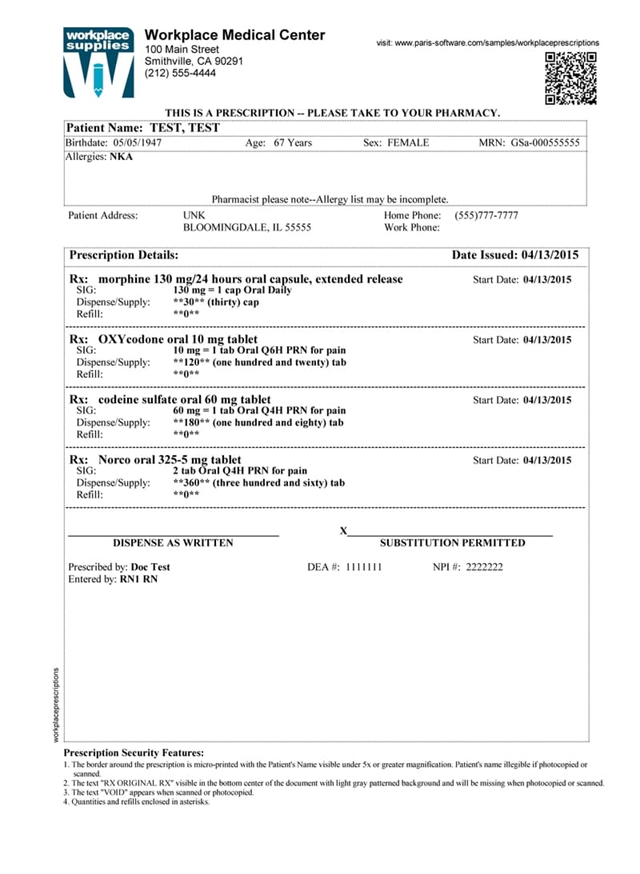 workplace
supplies
Workplace Medical Center
100 Main Street
Smithville, CA 90291
(212) 555-4444
visit: www.paris-software.com/samples/workplaceprescriptions
THIS IS A PRESCRIPTION -- PLEASE TAKE TO YOUR PHARMACY.
Patient Name: TEST, TEST
Birthdate: 05/05/1947 Age: 67 Years Sex: FEMALE MRN: GSa-000555555
Allergies: NKA
Pharmacist please note--Allergy list may be incomplete.
Patient Address: UNK Home Phone: (555)777-7777
BLOOMINGDALE, IL 55555 Work Phone:
Prescription Details: Date Issued: 04/13/2015
Rx: morphine 130 mg/24 hours oral capsule, extended release Start Date: 04/13/2015
SIG: 130 mg = 1 cap Oral Daily
Dispense/Supply: **30** (thirty) cap
Refill: **0**
Rx: OXYcodone oral 10 mg tablet Start Date: 04/13/2015
SIG: 10 mg = 1 tab Oral Q6H PRN for pain
Dispense/Supply: **120** (one hundred and twenty) tab
Refill: **0**
Rx: codeine sulfate oral 60 mg tablet Start Date: 04/13/2015
SIG: 60 mg = 1 tab Oral Q4H PRN for pain
Dispense/Supply: **180** (one hundred and eighty) tab
Refill: **0**
Rx: Norco oral 325-5 mg tablet Start Date: 04/13/2015
SIG: 2 tab Oral Q4H PRN for pain
Dispense/Supply: **360** (three hundred and sixty) tab
Refill: **0**
X
DISPENSE AS WRITTEN SUBSTITUTION PERMITTED
Prescribed by: Doc Test DEA #: 1111111 NPI #: 2222222
Entered by: RN1 RN
workplaceprescriptions
Prescription Security Features:
1. The border around the prescription is micro-printed with the Patient's Name visible under 5x or greater magnification. Patient's name illegible if photocopied or
scanned.
2. The text "RX ORIGINAL RX" visible in the bottom center of the document with light gray patterned background and will be missing when photocopied or scanned.
3. The text "VOID" appears when scanned or photocopied.
4. Quantities and refills enclosed in asterisks.